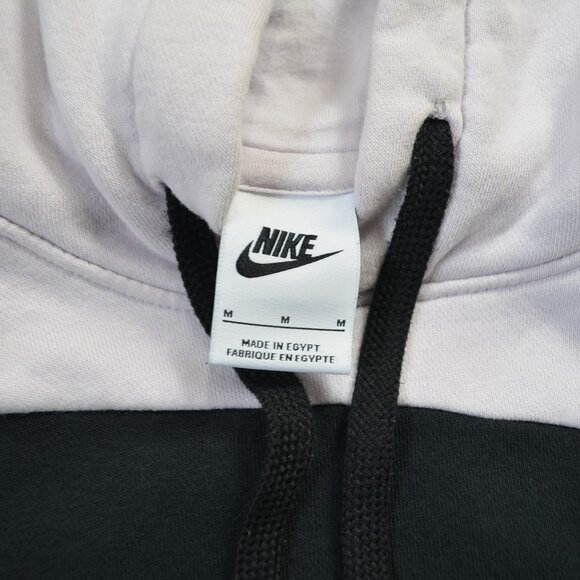 NIKE
M M M
MADE IN EGYPT
FABRIQUE EN EGYPTE